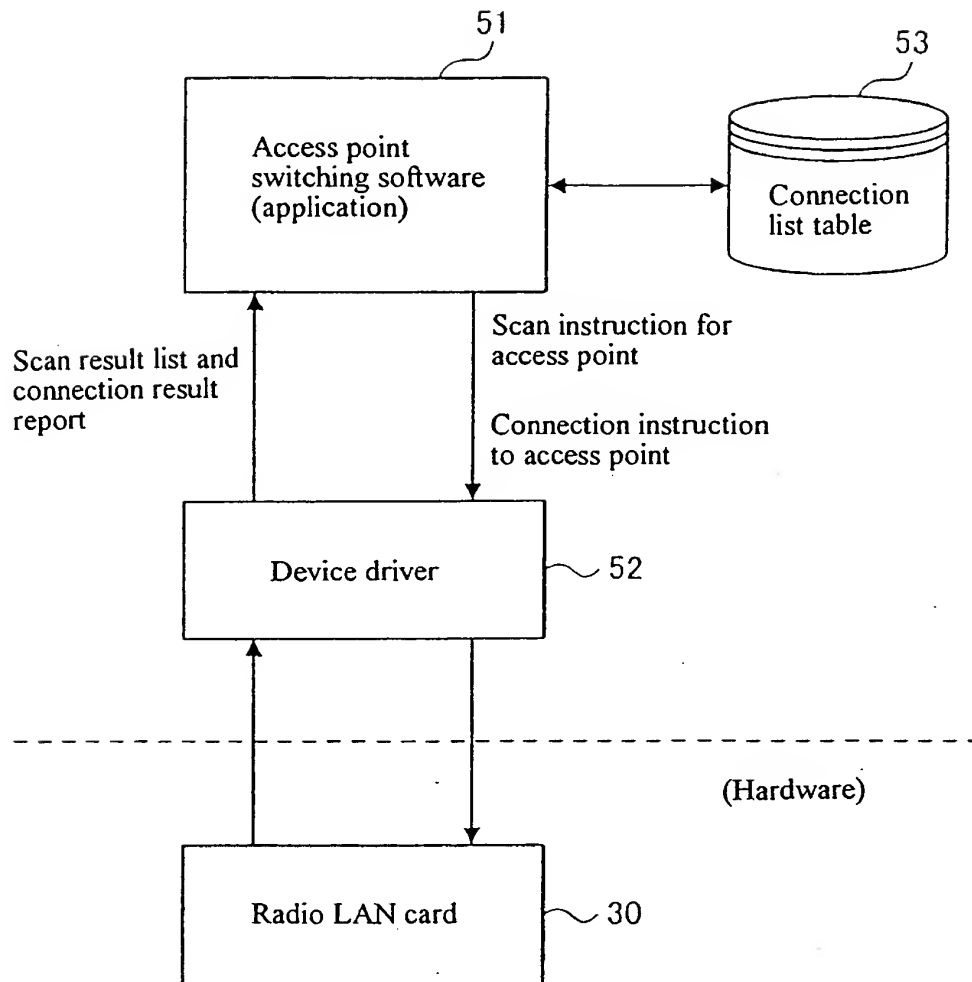 51
53
Access point
switching software
(application)
Connection
list table
Scan result list and
connection result
report
Scan instruction for
access point
Connection instruction
to access point
Device driver
52
(Hardware)
Radio LAN card
30